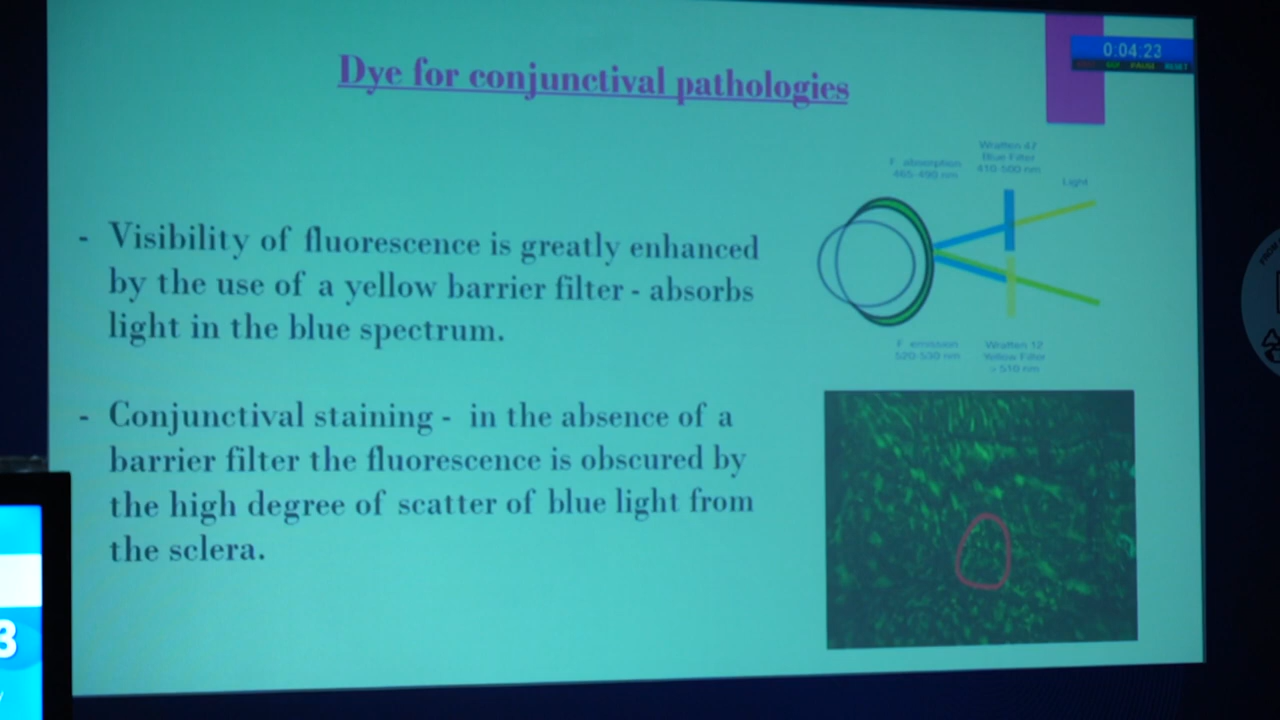 Dye for conjunctival pathologies
0:04:23
PAUSE RESET
Wratten 47
Blue Filter
410-500 nm
F absorption
465-490 nm
Light
- Visibility of fluorescence is greatly enhanced
by the use of a yellow barrier filter - absorbs
light in the blue spectrum.
F emission
520-530 nm
Wratten 12
Yellow Filter
> 510 nm
- Conjunctival staining - in the absence of a
barrier filter the fluorescence is obscured by
the high degree of scatter of blue light from
the sclera.
3